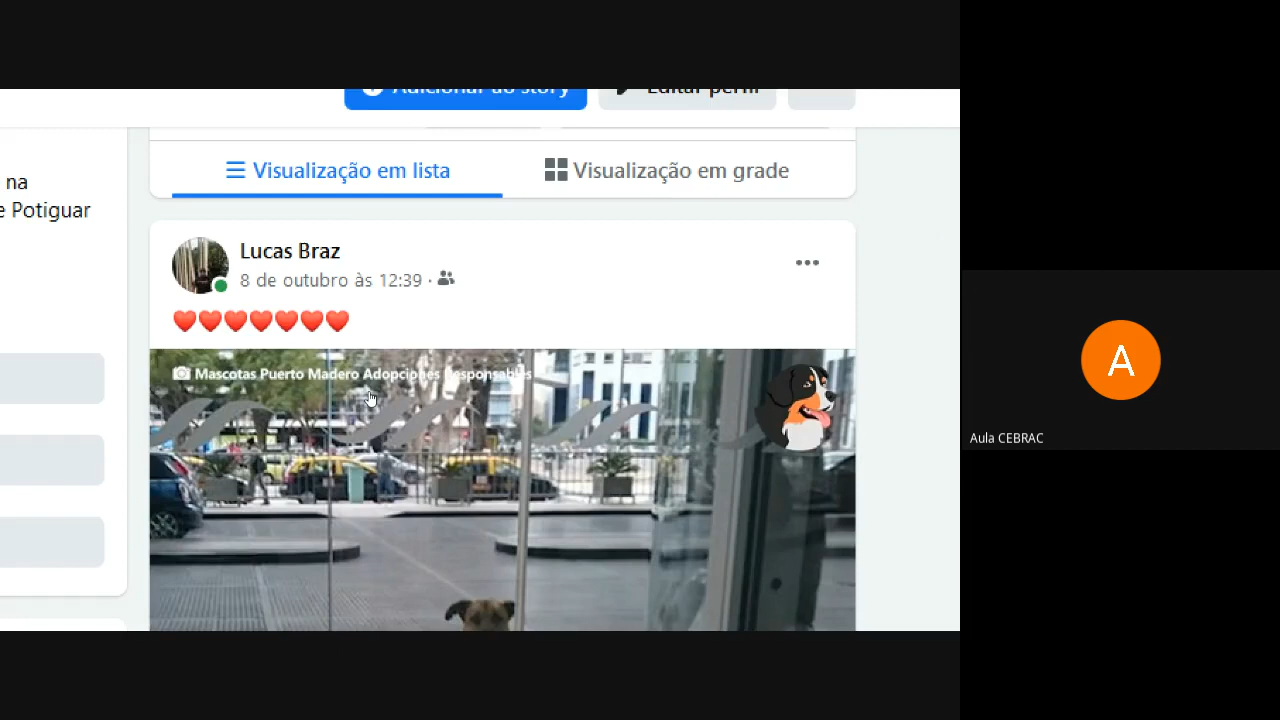 Adicionar ao story
Editar perfil
na
e Potiguar
Visualização em lista
Visualização em grade
Lucas Braz
8 de outubro às 12:39 ·
Mascotas Puerto Madero Adopciones Responsables
A
Aula CEBRAC